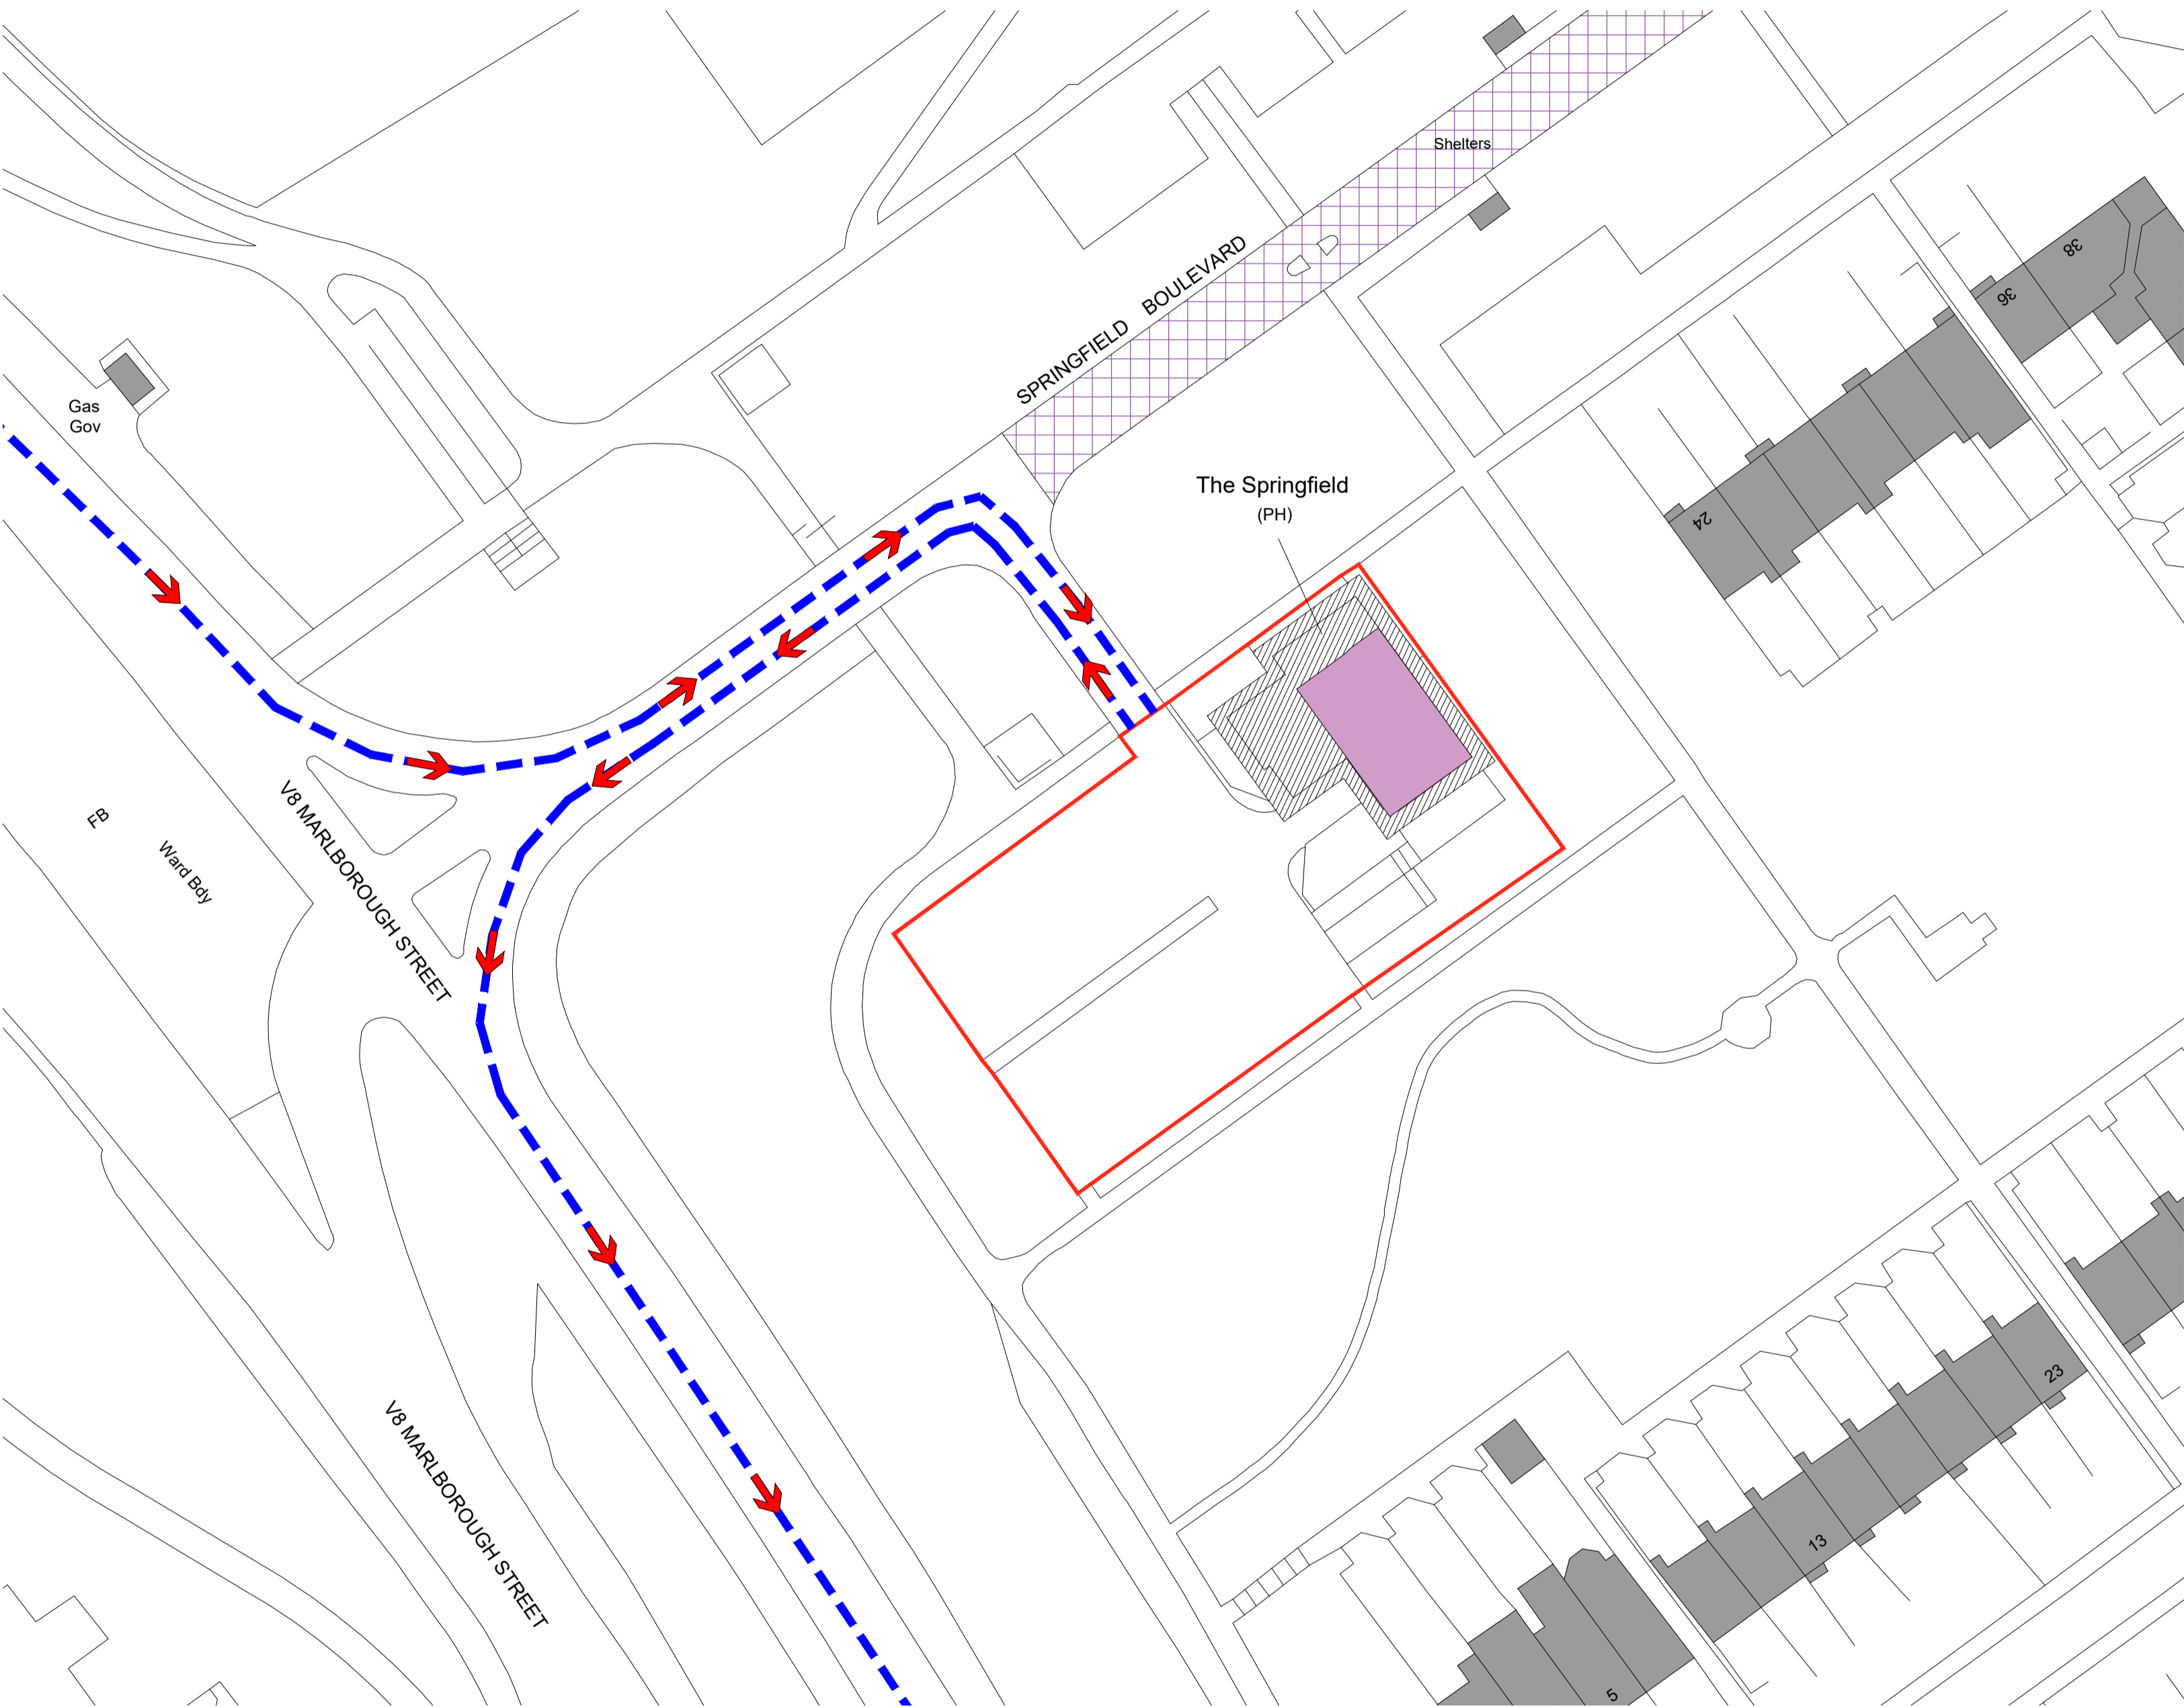 Shelters
SPRINGFIELD BOULEVARD
38
36
Gas
Gov
The Springfield
(PH)
24
FB
Ward Bdy
V8 MARLBOROUGH STREET
23
V8 MARLBOROUGH STREET
13
5